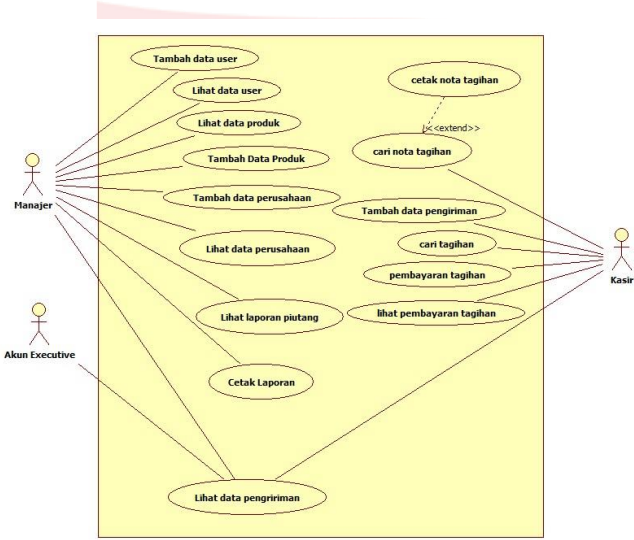 Tambah data user
Lihat data user
Lihat data produk
Tambah Data Produk
Tambah data perusahaan
Lihat data perusahaan
Lihat laporan piutang
Cetak Laporan
Lihat data pengririman
cetak nota tagihan
<<extend>>
cari nota tagihan
Tambah data pengiriman
cari tagihan
pembayaran tagihan
lihat pembayaran tagihan
Manajer
Akun Executive
Kasir